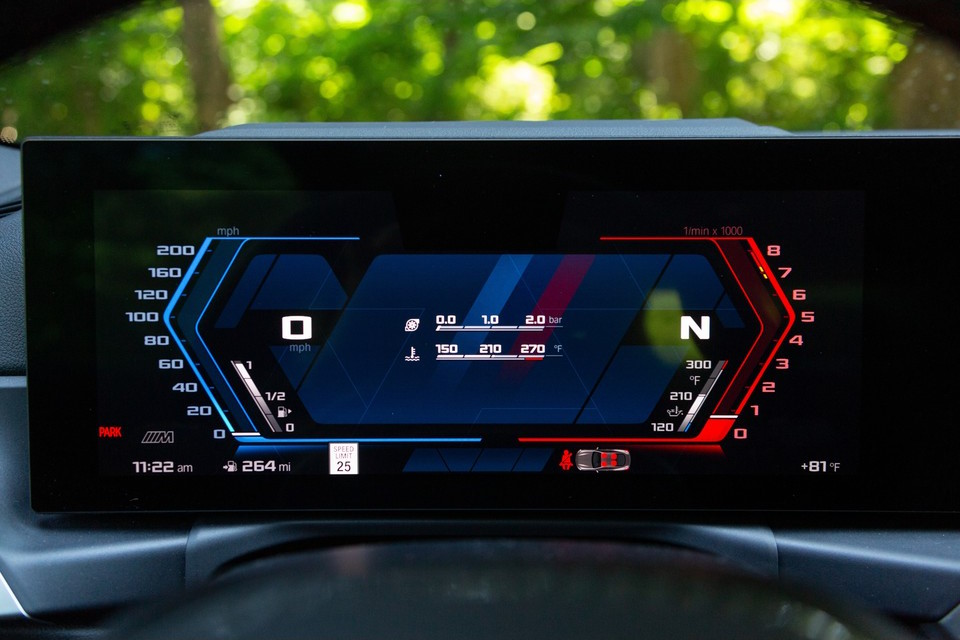 mph
1/min x 1000
200
160
120
100
80
60
40
20
0
0
mph
1
1/2
0
0.0 1.0 2.0 bar
150 210 270 °F
N
300
°F
210
120
8
7
6
5
4
3
2
1
0
PARK
M
11:22 am
264 mi
SPEED
LIMIT
25
+81 °F